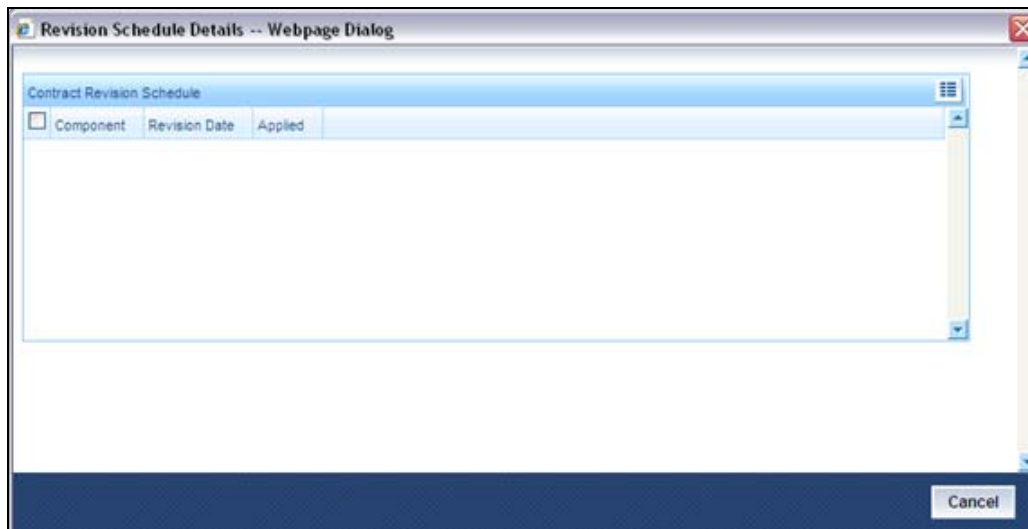 Revision Schedule Details -- Webpage Dialog
Contract Revision Schedule
Component Revision Date Applied
Cancel